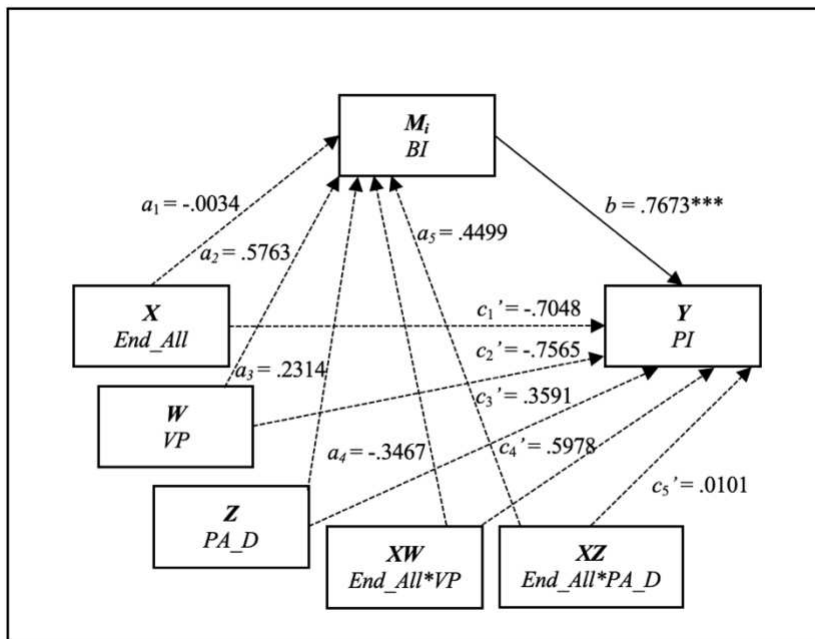 Mᵢ
BI
a₁ = -.0034
b = .7673***
a₅ = .4499
a₂ = .5763
X
End_All
Y
PI
c₁’= -.7048
c₂’= -.7565
a₃ = .2314
c₃’= .3591
W
VP
a₄ = -.3467
c₄’= .5978
c₅’= .0101
Z
PA_D
XW
End_All*VP
XZ
End_All*PA_D